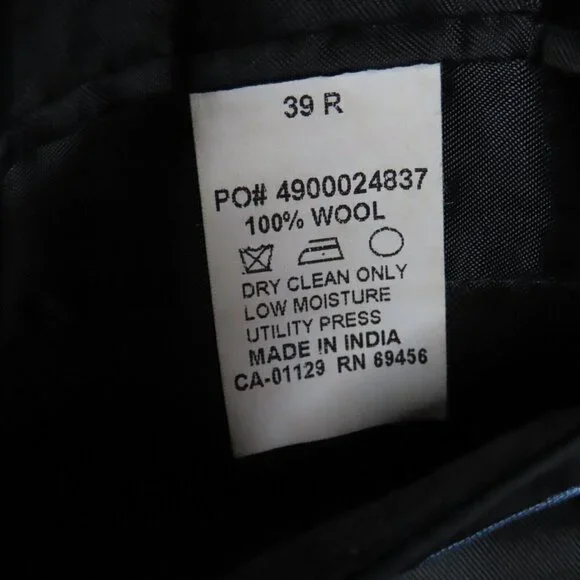 39 R
PO# 4900024837
100% WOOL
DRY CLEAN ONLY
LOW MOISTURE
UTILITY PRESS
MADE IN INDIA
CA-01129 RN 69456